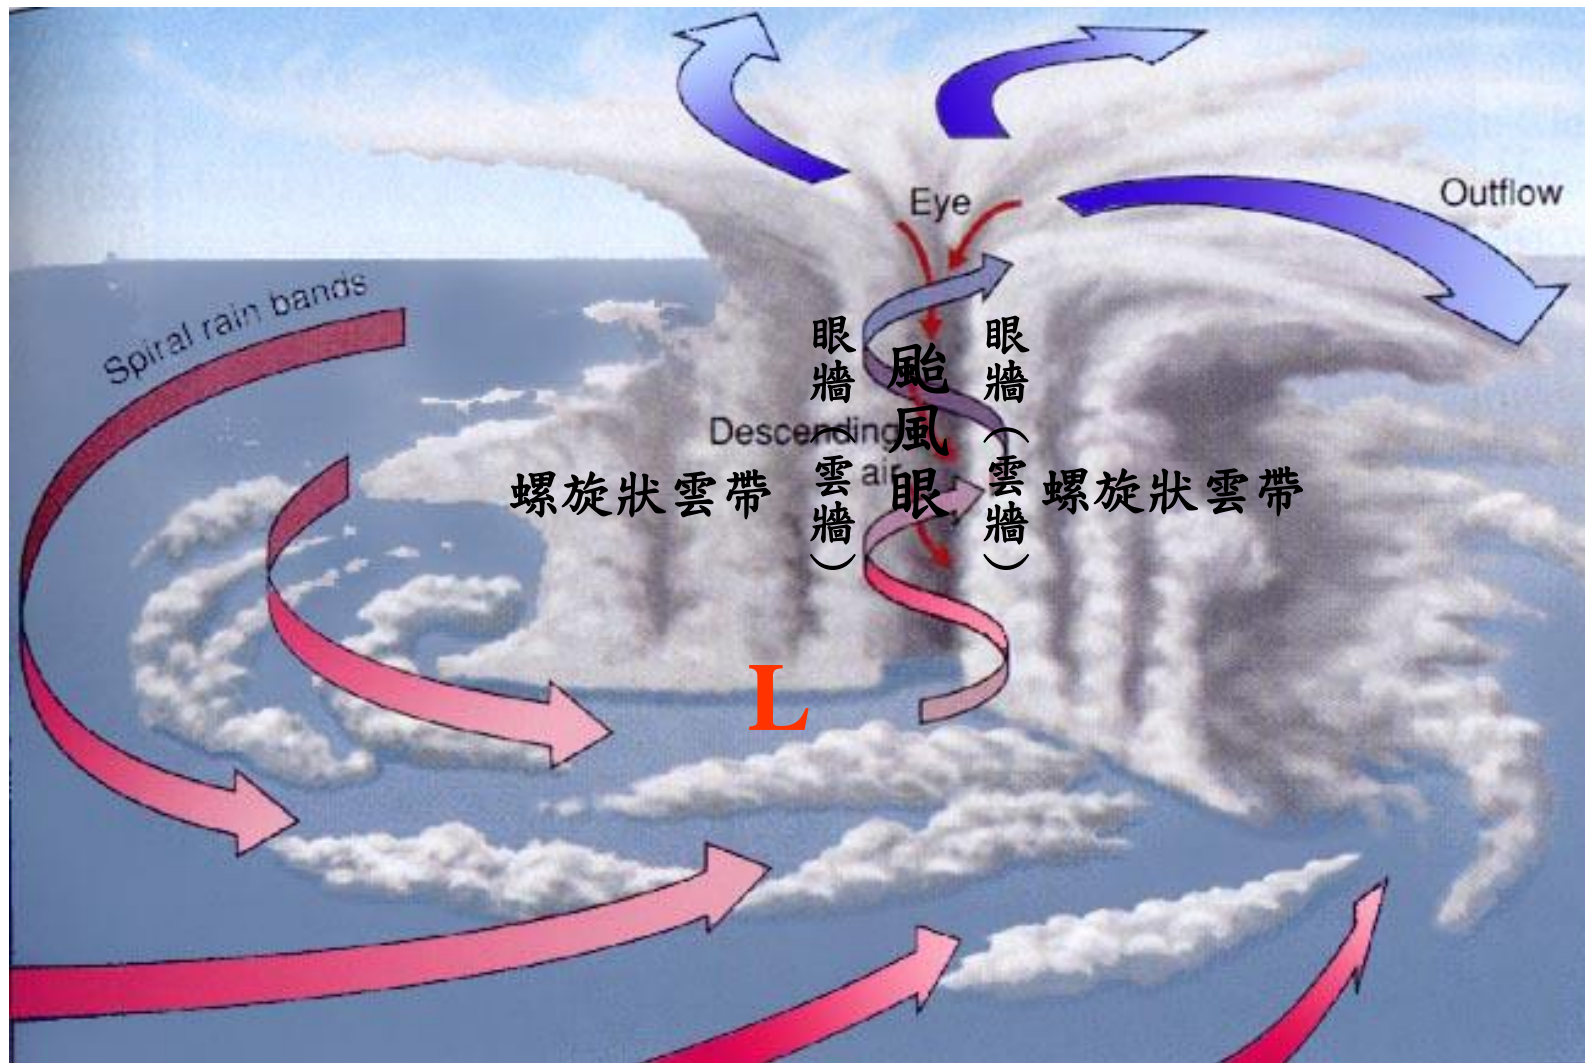 Eye
Outflow
Spiral rain bands
眼牆（雲牆）
颱風眼
眼牆（雲牆）
Descending
air
螺旋狀雲帶
螺旋狀雲帶
L